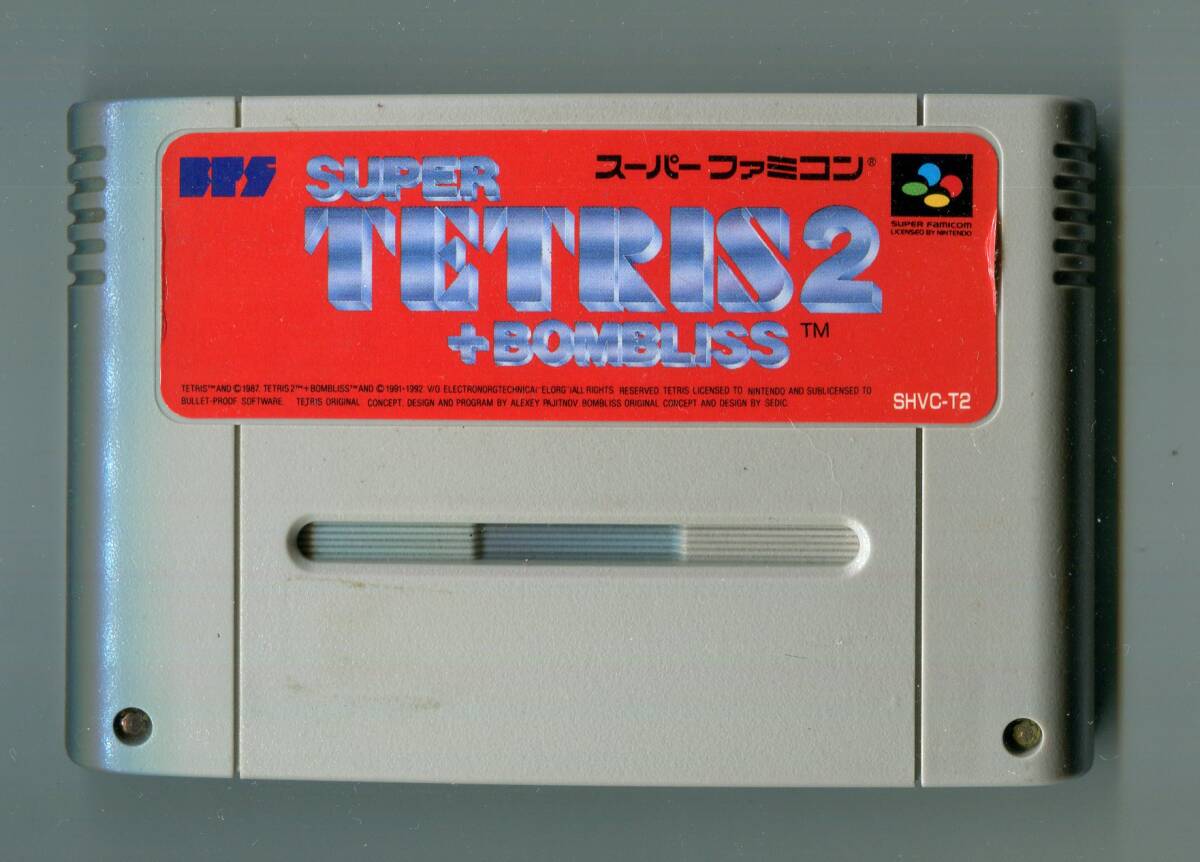 BPS
SUPER
TETRIS 2
+BOMBLISS™
スーパーファミコン®
SUPER FAMICOM
LICENSED BY NINTENDO
TETRIS™ AND ©1987. TETRIS 2™+BOMBLISS™ AND ©1991·1992 V/O ELECTRONORGTECHNICA("ELORG")ALL RIGHTS RESERVED TETRIS LICENSED TO NINTENDO AND SUBLICENSED TO
BULLET-PROOF SOFTWARE. TETRIS ORIGINAL CONCEPT, DESIGN AND PROGRAM BY ALEXEY PAJITNOV. BOMBLISS ORIGINAL CONCEPT AND DESIGN BY SEDIC.
SHVC-T2